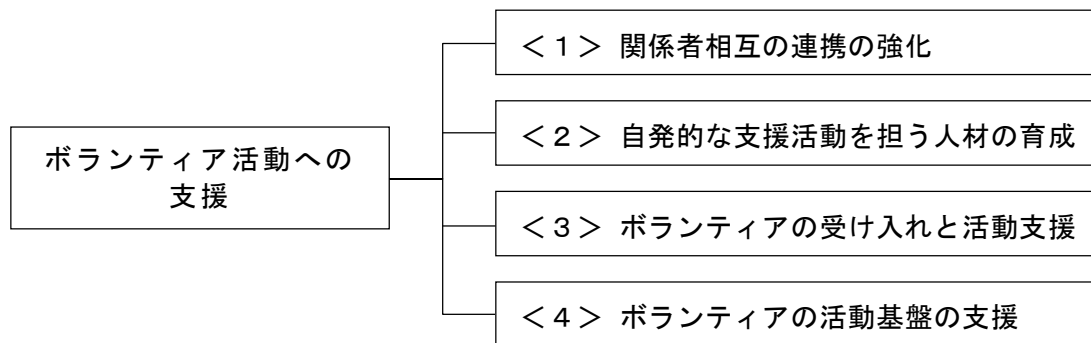 ボランティア活動への
支援
＜１＞ 関係者相互の連携の強化
＜２＞ 自発的な支援活動を担う人材の育成
＜３＞ ボランティアの受け入れと活動支援
＜４＞ ボランティアの活動基盤の支援